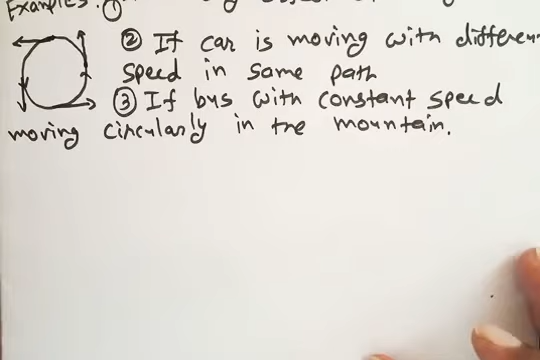 Examples: ①
② If car is moving with differen
speed in same path
③ If bus with constant speed
moving circularly in the mountain.